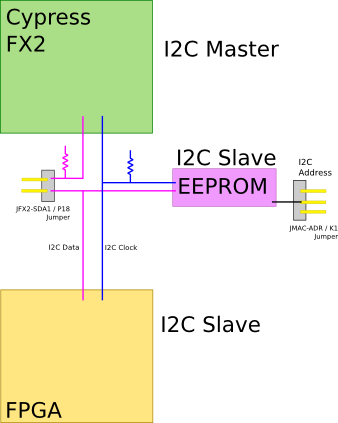 Cypress
FX2
I2C Master
I2C Slave
EEPROM
I2C
Address
JFX2-SDA1 / P18
Jumper
JMAC-ADR / K1
Jumper
I2C Data
I2C Clock
I2C Slave
FPGA